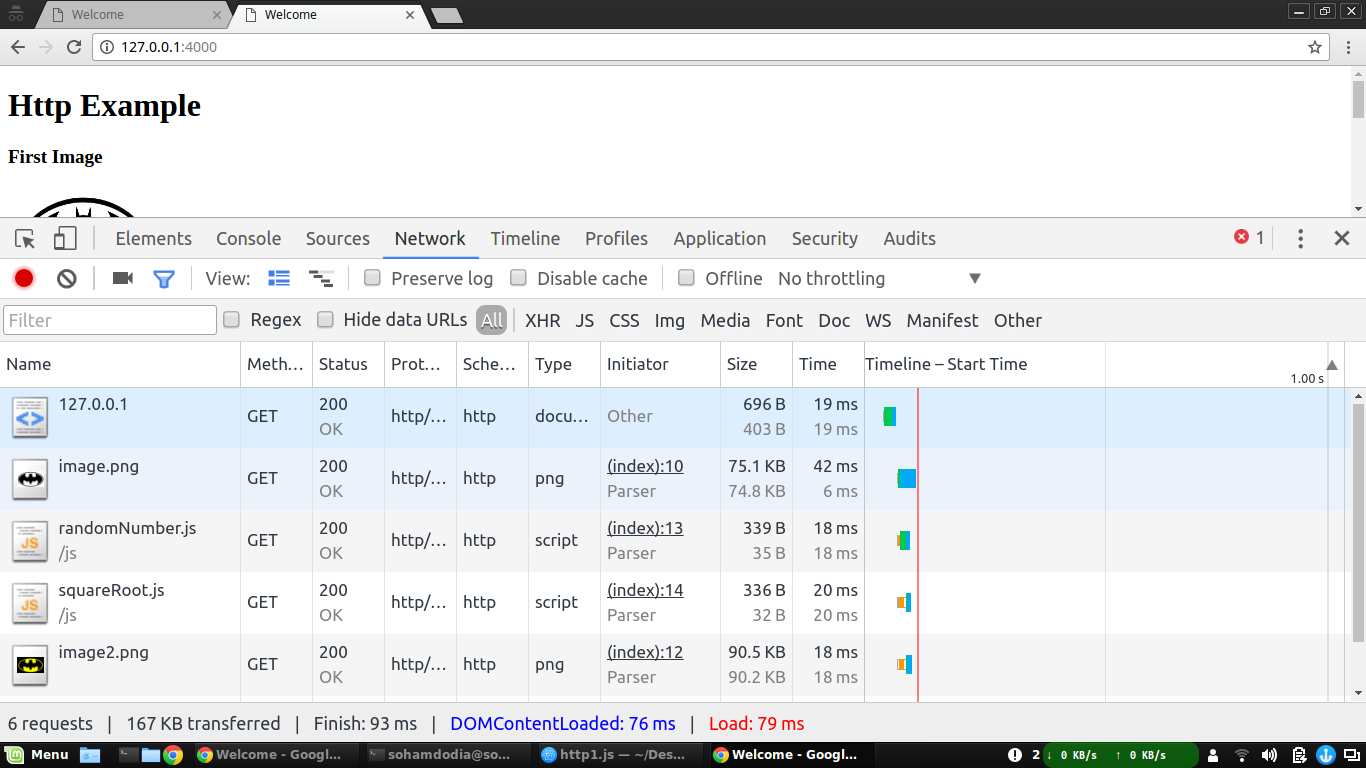 Welcome
Welcome
127.0.0.1:4000
Http Example
First Image
Elements Console Sources Network Timeline Profiles Application Security Audits 1
View: Preserve log Disable cache Offline No throttling
Filter Regex Hide data URLs All XHR JS CSS Img Media Font Doc WS Manifest Other
Name Meth… Status Prot… Sche… Type Initiator Size Time Timeline – Start Time
1.00 s
127.0.0.1 GET 200 http/… http docu… Other 696 B 19 ms
OK 403 B 19 ms
image.png GET 200 http/… http png (index):10 75.1 KB 42 ms
OK Parser 74.8 KB 6 ms
randomNumber.js GET 200 http/… http script (index):13 339 B 18 ms
/js OK Parser 35 B 18 ms
squareRoot.js GET 200 http/… http script (index):14 336 B 20 ms
/js OK Parser 32 B 20 ms
image2.png GET 200 http/… http png (index):12 90.5 KB 18 ms
OK Parser 90.2 KB 18 ms
6 requests | 167 KB transferred | Finish: 93 ms | DOMContentLoaded: 76 ms | Load: 79 ms
Menu Welcome - Googl... sohamdodia@so... http1.js — ~/Des... Welcome - Googl... 2 ↓ 0 KB/s ↑ 0 KB/s